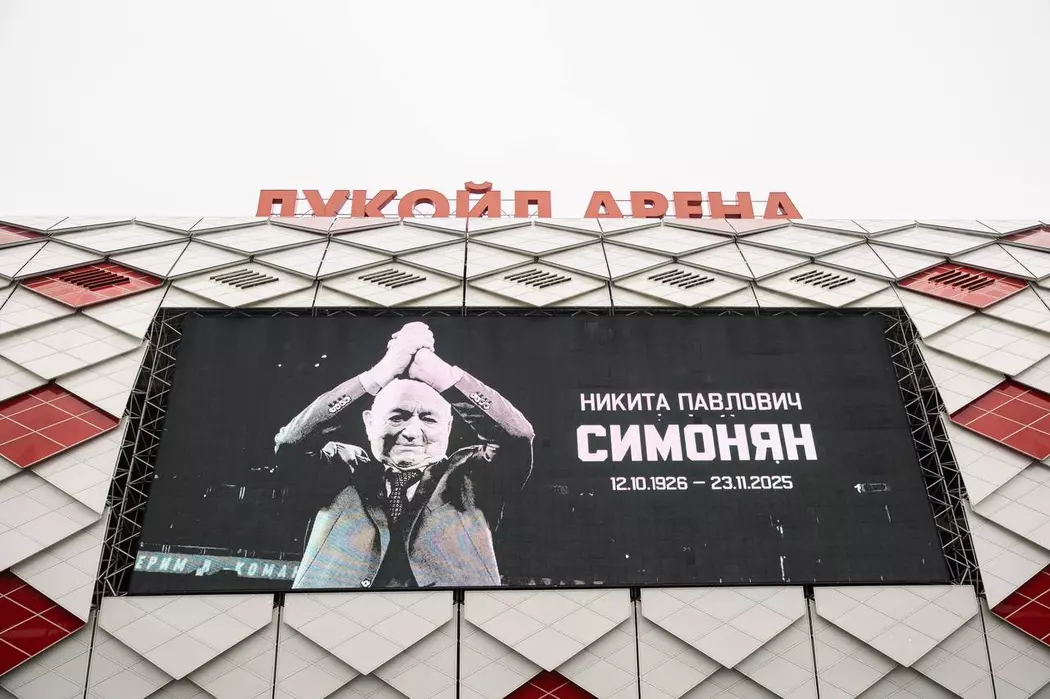 ЛУКОЙЛ АРЕНА
НИКИТА ПАВЛОВИЧ
СИМОНЯН
12.10.1926 – 23.11.2025